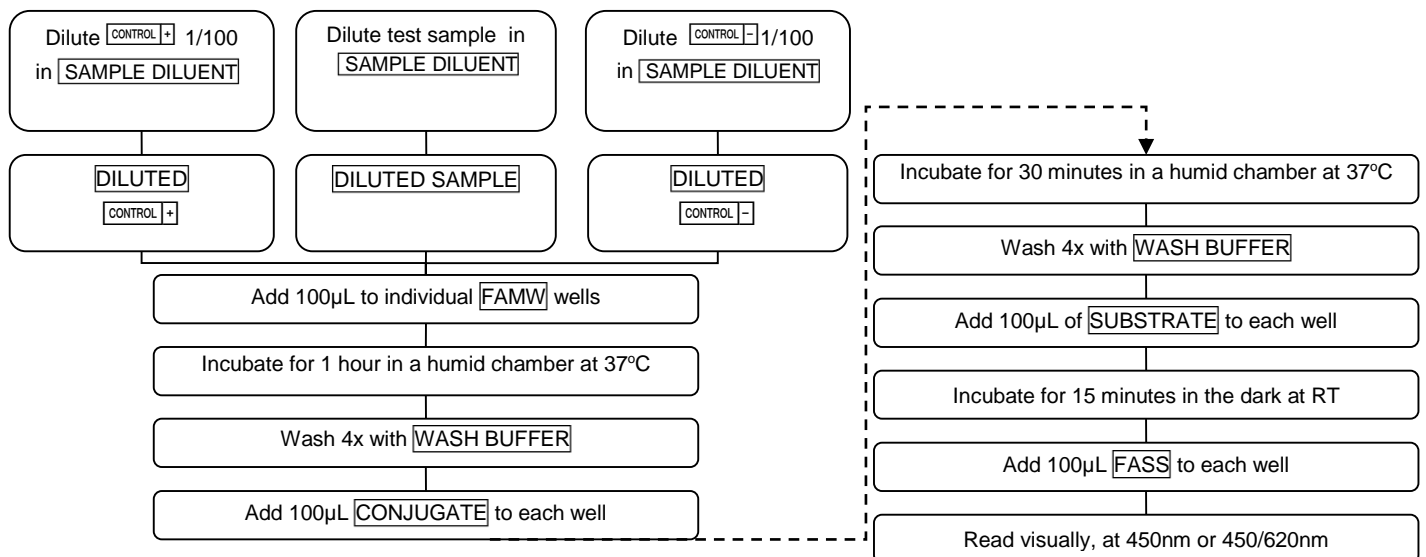 Dilute CONTROL + 1/100
in SAMPLE DILUENT
Dilute test sample in
SAMPLE DILUENT
Dilute CONTROL − 1/100
in SAMPLE DILUENT
DILUTED
CONTROL +
DILUTED SAMPLE
DILUTED
CONTROL −
Add 100µL to individual FAMW wells
Incubate for 1 hour in a humid chamber at 37ºC
Wash 4x with WASH BUFFER
Add 100µL CONJUGATE to each well
Incubate for 30 minutes in a humid chamber at 37ºC
Wash 4x with WASH BUFFER
Add 100µL of SUBSTRATE to each well
Incubate for 15 minutes in the dark at RT
Add 100µL FASS to each well
Read visually, at 450nm or 450/620nm